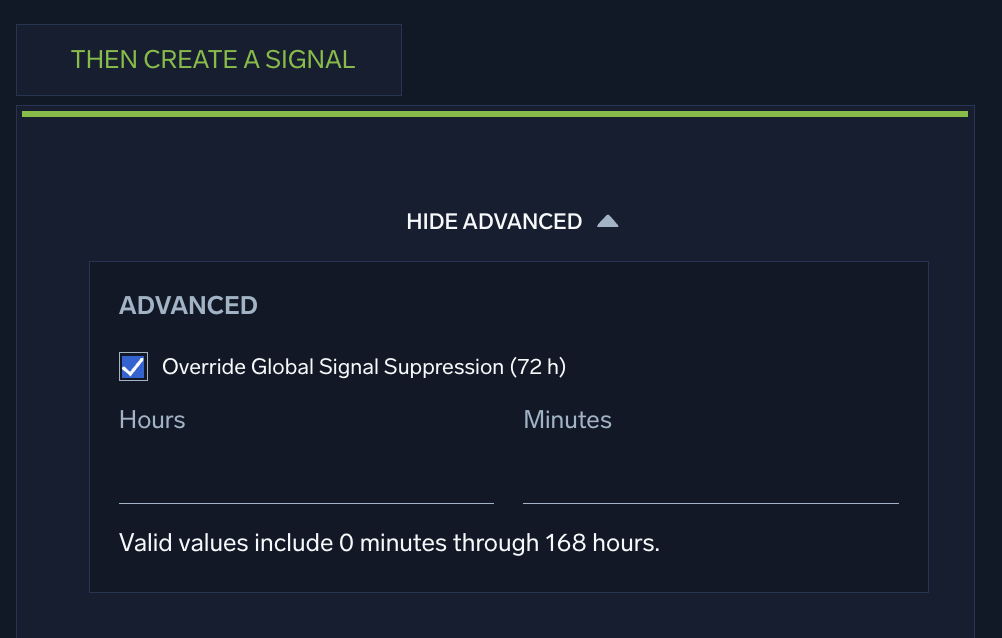 THEN CREATE A SIGNAL
HIDE ADVANCED
ADVANCED
Override Global Signal Suppression (72 h)
Hours
Minutes
Valid values include 0 minutes through 168 hours.